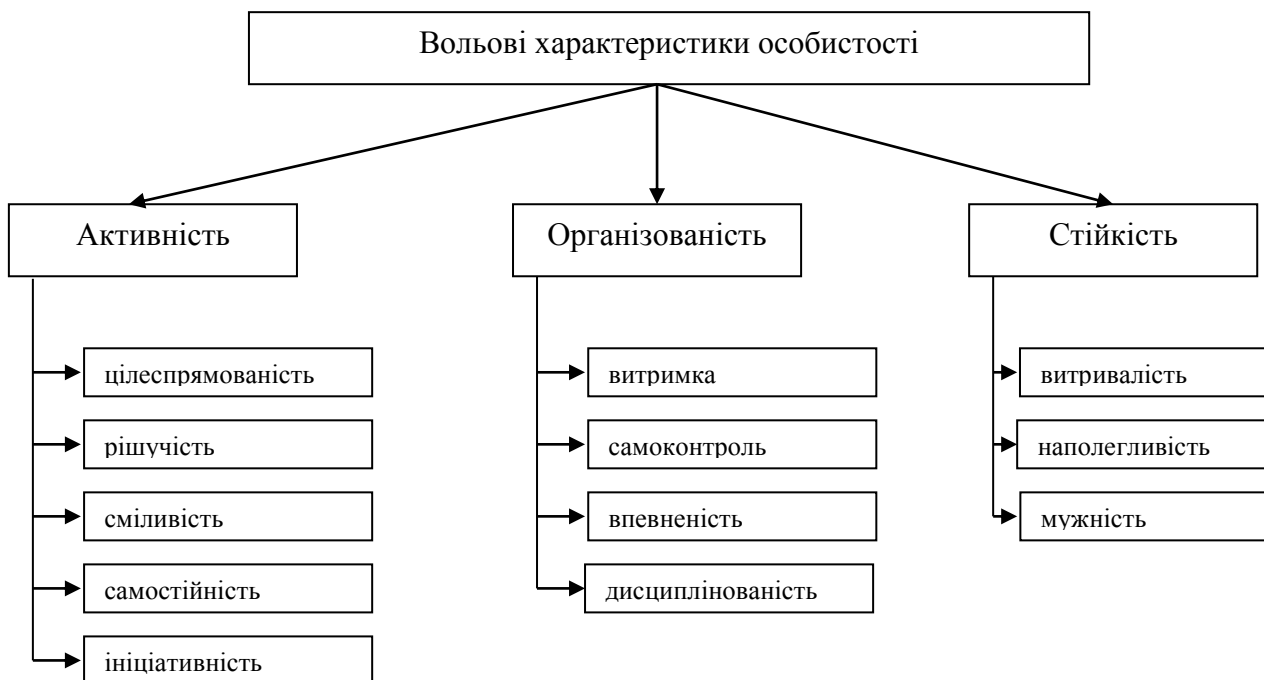 Вольові характеристики особистості
Активність
цілеспрямованість
рішучість
сміливість
самостійність
ініціативність
Організованість
витримка
самоконтроль
впевненість
дисциплінованість
Стійкість
витривалість
наполегливість
мужність